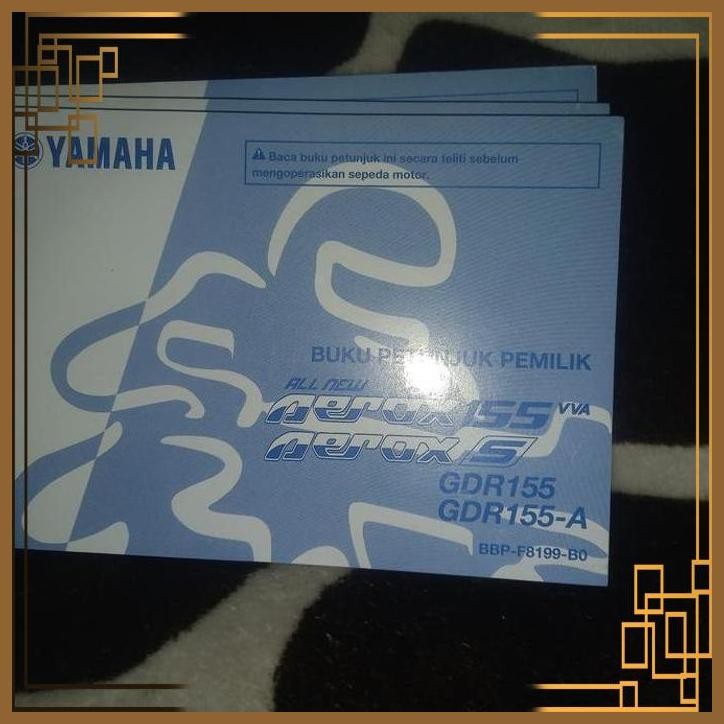 YAMAHA
Baca buku petunjuk ini secara teliti sebelum
mengoperasikan sepeda motor.
BUKU PETUNJUK PEMILIK
ALL NEW
aerox 155 VVA
aerox S
GDR155
GDR155-A
BBP-F8199-B0